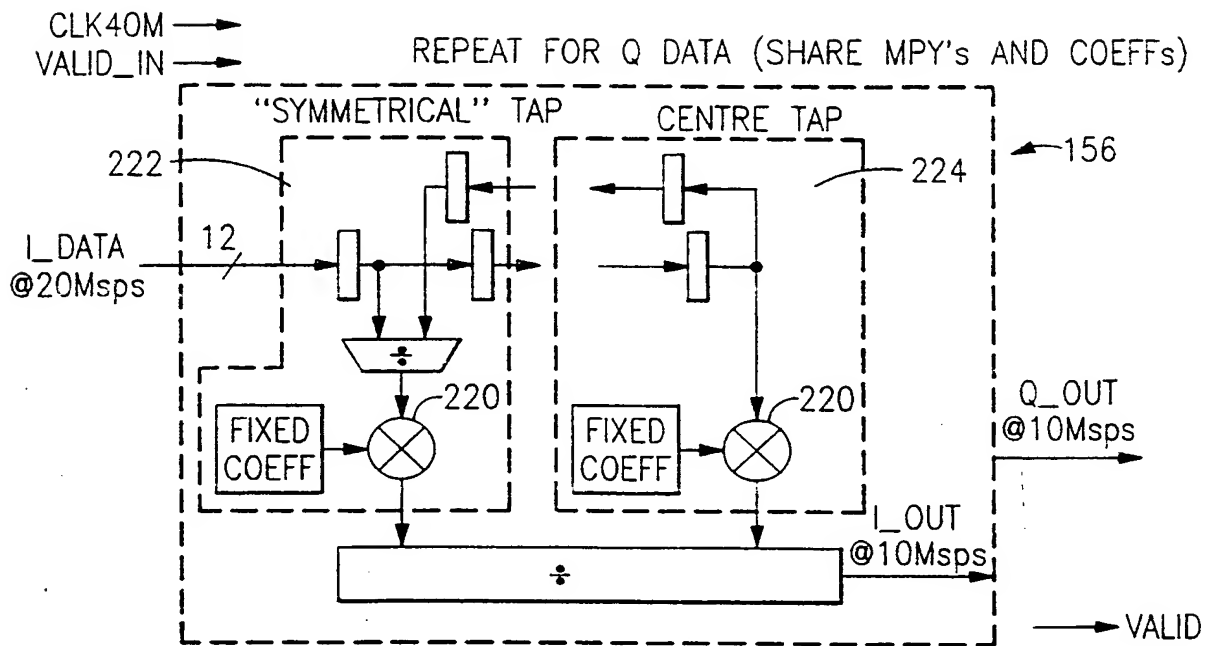 CLK40M
VALID_IN
REPEAT FOR Q DATA (SHARE MPY's AND COEFFs)
"SYMMETRICAL" TAP
CENTRE TAP
156
222
224
I_DATA
@20Msps
12
÷
220
220
FIXED
COEFF
FIXED
COEFF
Q_OUT
@10Msps
I_OUT
@10Msps
÷
VALID